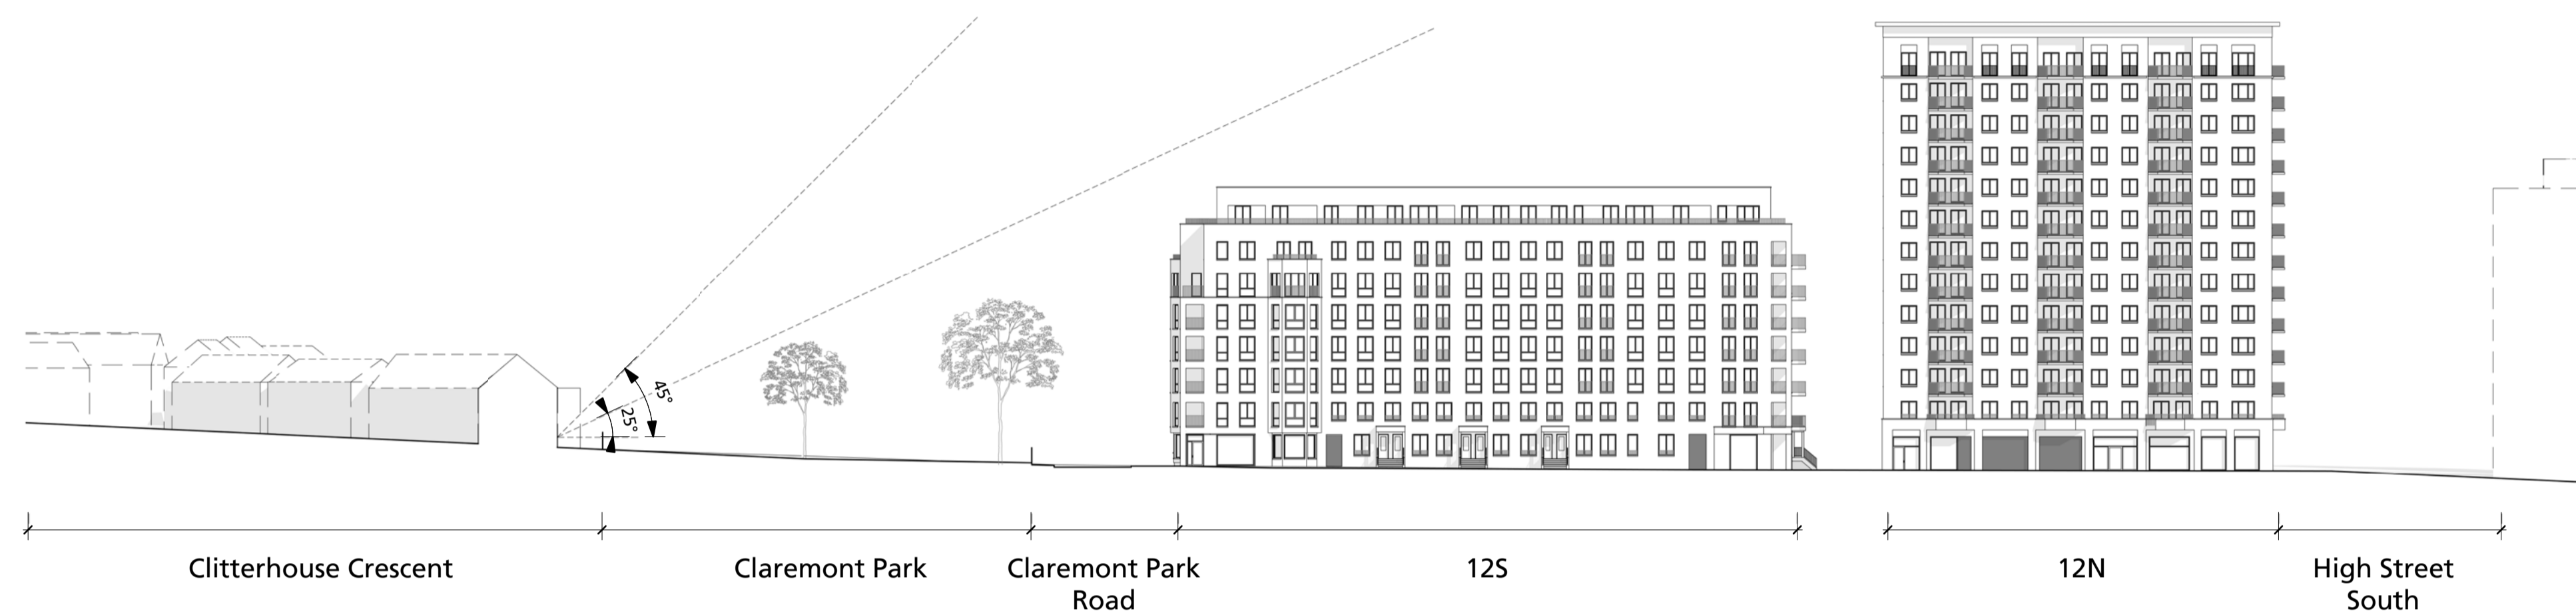 45°
25°
Clitterhouse Crescent
Claremont Park
Claremont Park
Road
12S
12N
High Street
South